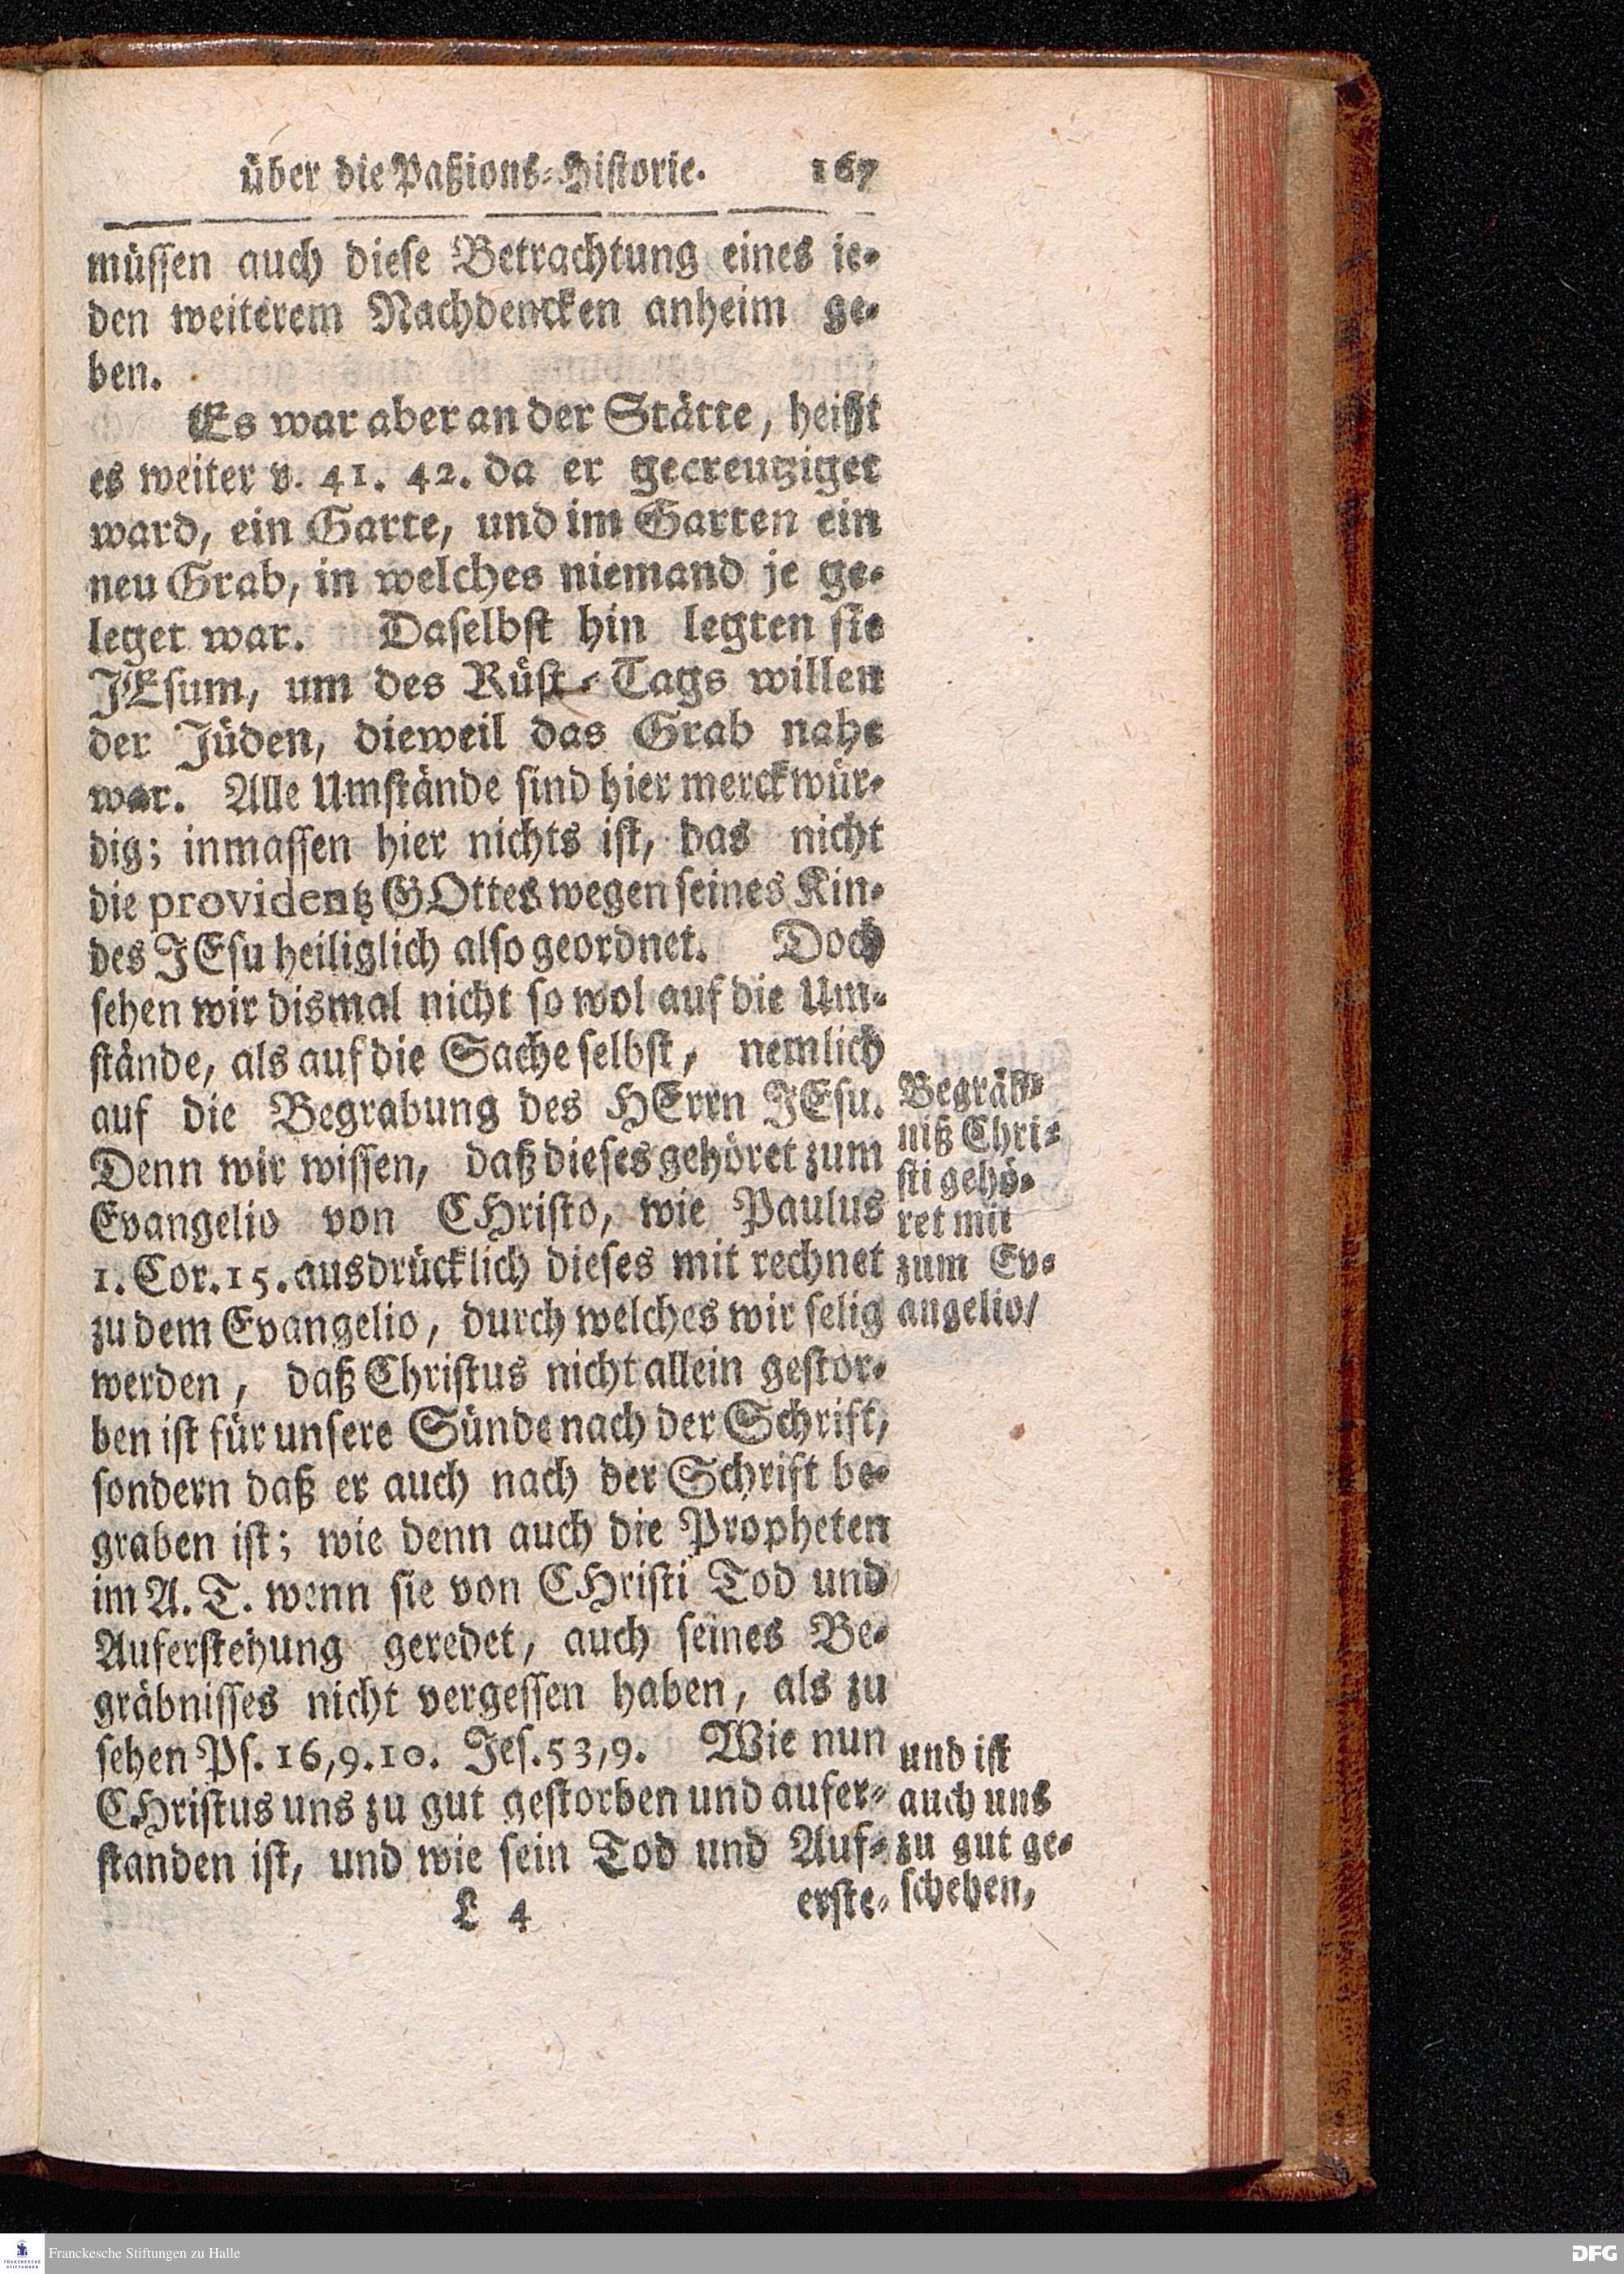 über die Paßions-Historie. 167
müssen auch diese Betrachtung eines ie-
den weiterem Nachdencken anheim ge-
ben.
Es war aber an der Stätte, heißt
es weiter v. 41. 42. da er gecreutziget
ward, ein Garte, und im Garten ein
neu Grab, in welches niemand je ge-
leget war. Daselbst hin legten sie
JEsum, um des Rüst-Tags willen
der Jüden, dieweil das Grab nahe
war. Alle Umstände sind hier merckwür-
dig; inmassen hier nichts ist, das nicht
die providentz GOttes wegen seines Kin-
des JEsu heiliglich also geordnet. Doch
sehen wir dismal nicht so wol auf die Um-
stände, als auf die Sache selbst, nemlich
auf die Begrabung des HErrn JEsu.
Denn wir wissen, daß dieses gehöret zum
Evangelio von CHristo, wie Paulus
1. Cor. 15. ausdrücklich dieses mit rechnet
zu dem Evangelio, durch welches wir selig
werden, daß Christus nicht allein gestor-
ben ist für unsere Sünde nach der Schrift,
sondern daß er auch nach der Schrift be-
graben ist; wie denn auch die Propheten
im A. T. wenn sie von CHristi Tod und
Auferstehung geredet, auch seines Be-
gräbnisses nicht vergessen haben, als zu
sehen Ps. 16,9.10. Jes. 53,9. Wie nun
CHristus uns zu gut gestorben und aufer-
standen ist, und wie sein Tod und Auf-
L 4 erste-
Begräb-
niß Chri-
sti gehö-
ret mit
zum Ev-
angelio/
und ist
auch uns
zu gut ge-
schehen,
FRANCKESCHE
STIFTUNGEN
Franckesche Stiftungen zu Halle
DFG